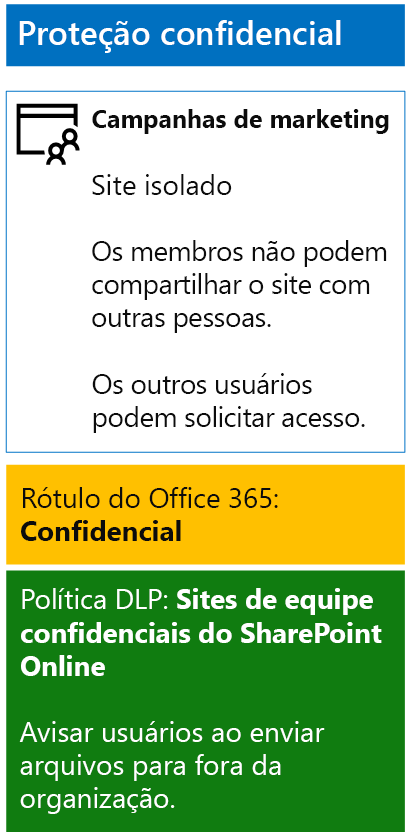 Proteção confidencial
Campanhas de marketing
Site isolado
Os membros não podem
compartilhar o site com
outras pessoas.
Os outros usuários
podem solicitar acesso.
Rótulo do Office 365:
Confidencial
Política DLP: Sites de equipe
confidenciais do SharePoint
Online
Avisar usuários ao enviar
arquivos para fora da
organização.